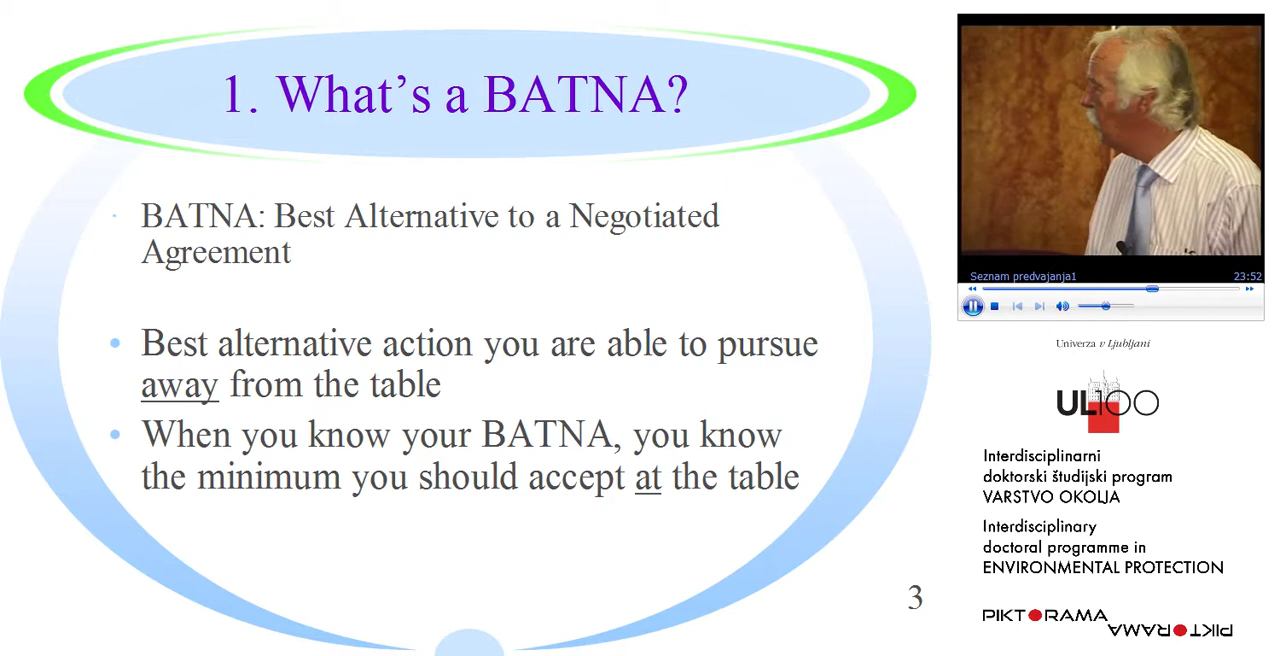 1. What's a BATNA?
BATNA: Best Alternative to a Negotiated
Agreement
Best alternative action you are able to pursue
away from the table
When you know your BATNA, you know
the minimum you should accept at the table
3
Seznam predvajanja1
23:52
Univerza v Ljubljani
UL100
Interdisciplinarni
doktorski študijski program
VARSTVO OKOLJA
Interdisciplinary
doctoral programme in
ENVIRONMENTAL PROTECTION
PIKTORAMA
PIKTORAMA